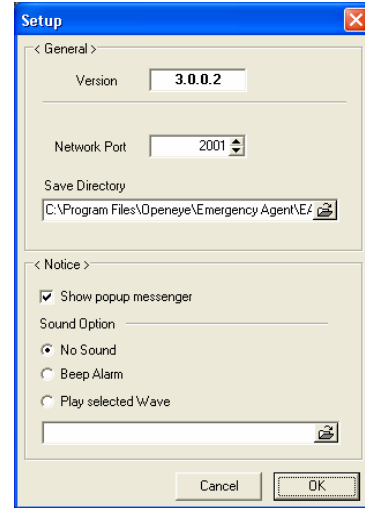 Setup
< General >
Version 3.0.0.2
Network Port 2001
Save Directory
C:\Program Files\Openeye\Emergency Agent\EA
< Notice >
Show popup messenger
Sound Option
No Sound
Beep Alarm
Play selected Wave
Cancel OK